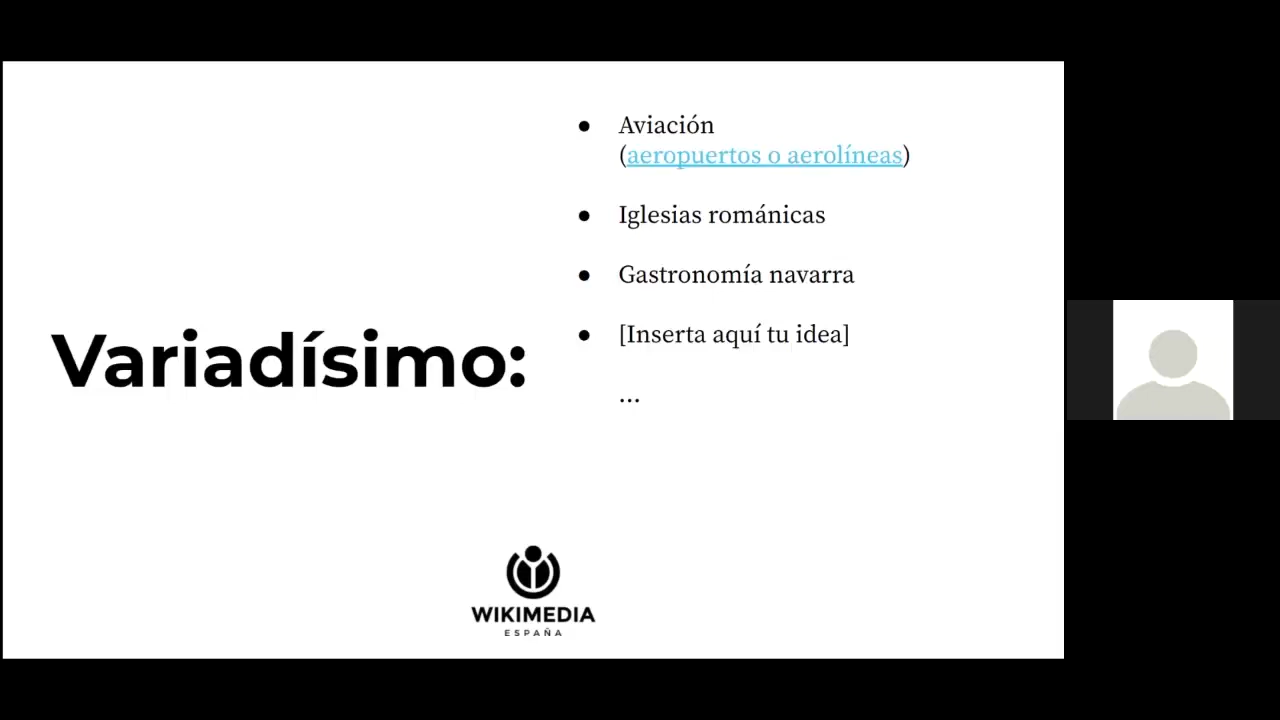 Variadísimo:
● Aviación
(aeropuertos o aerolíneas)
● Iglesias románicas
● Gastronomía navarra
● [Inserta aquí tu idea]
...
WIKIMEDIA
ESPAÑA